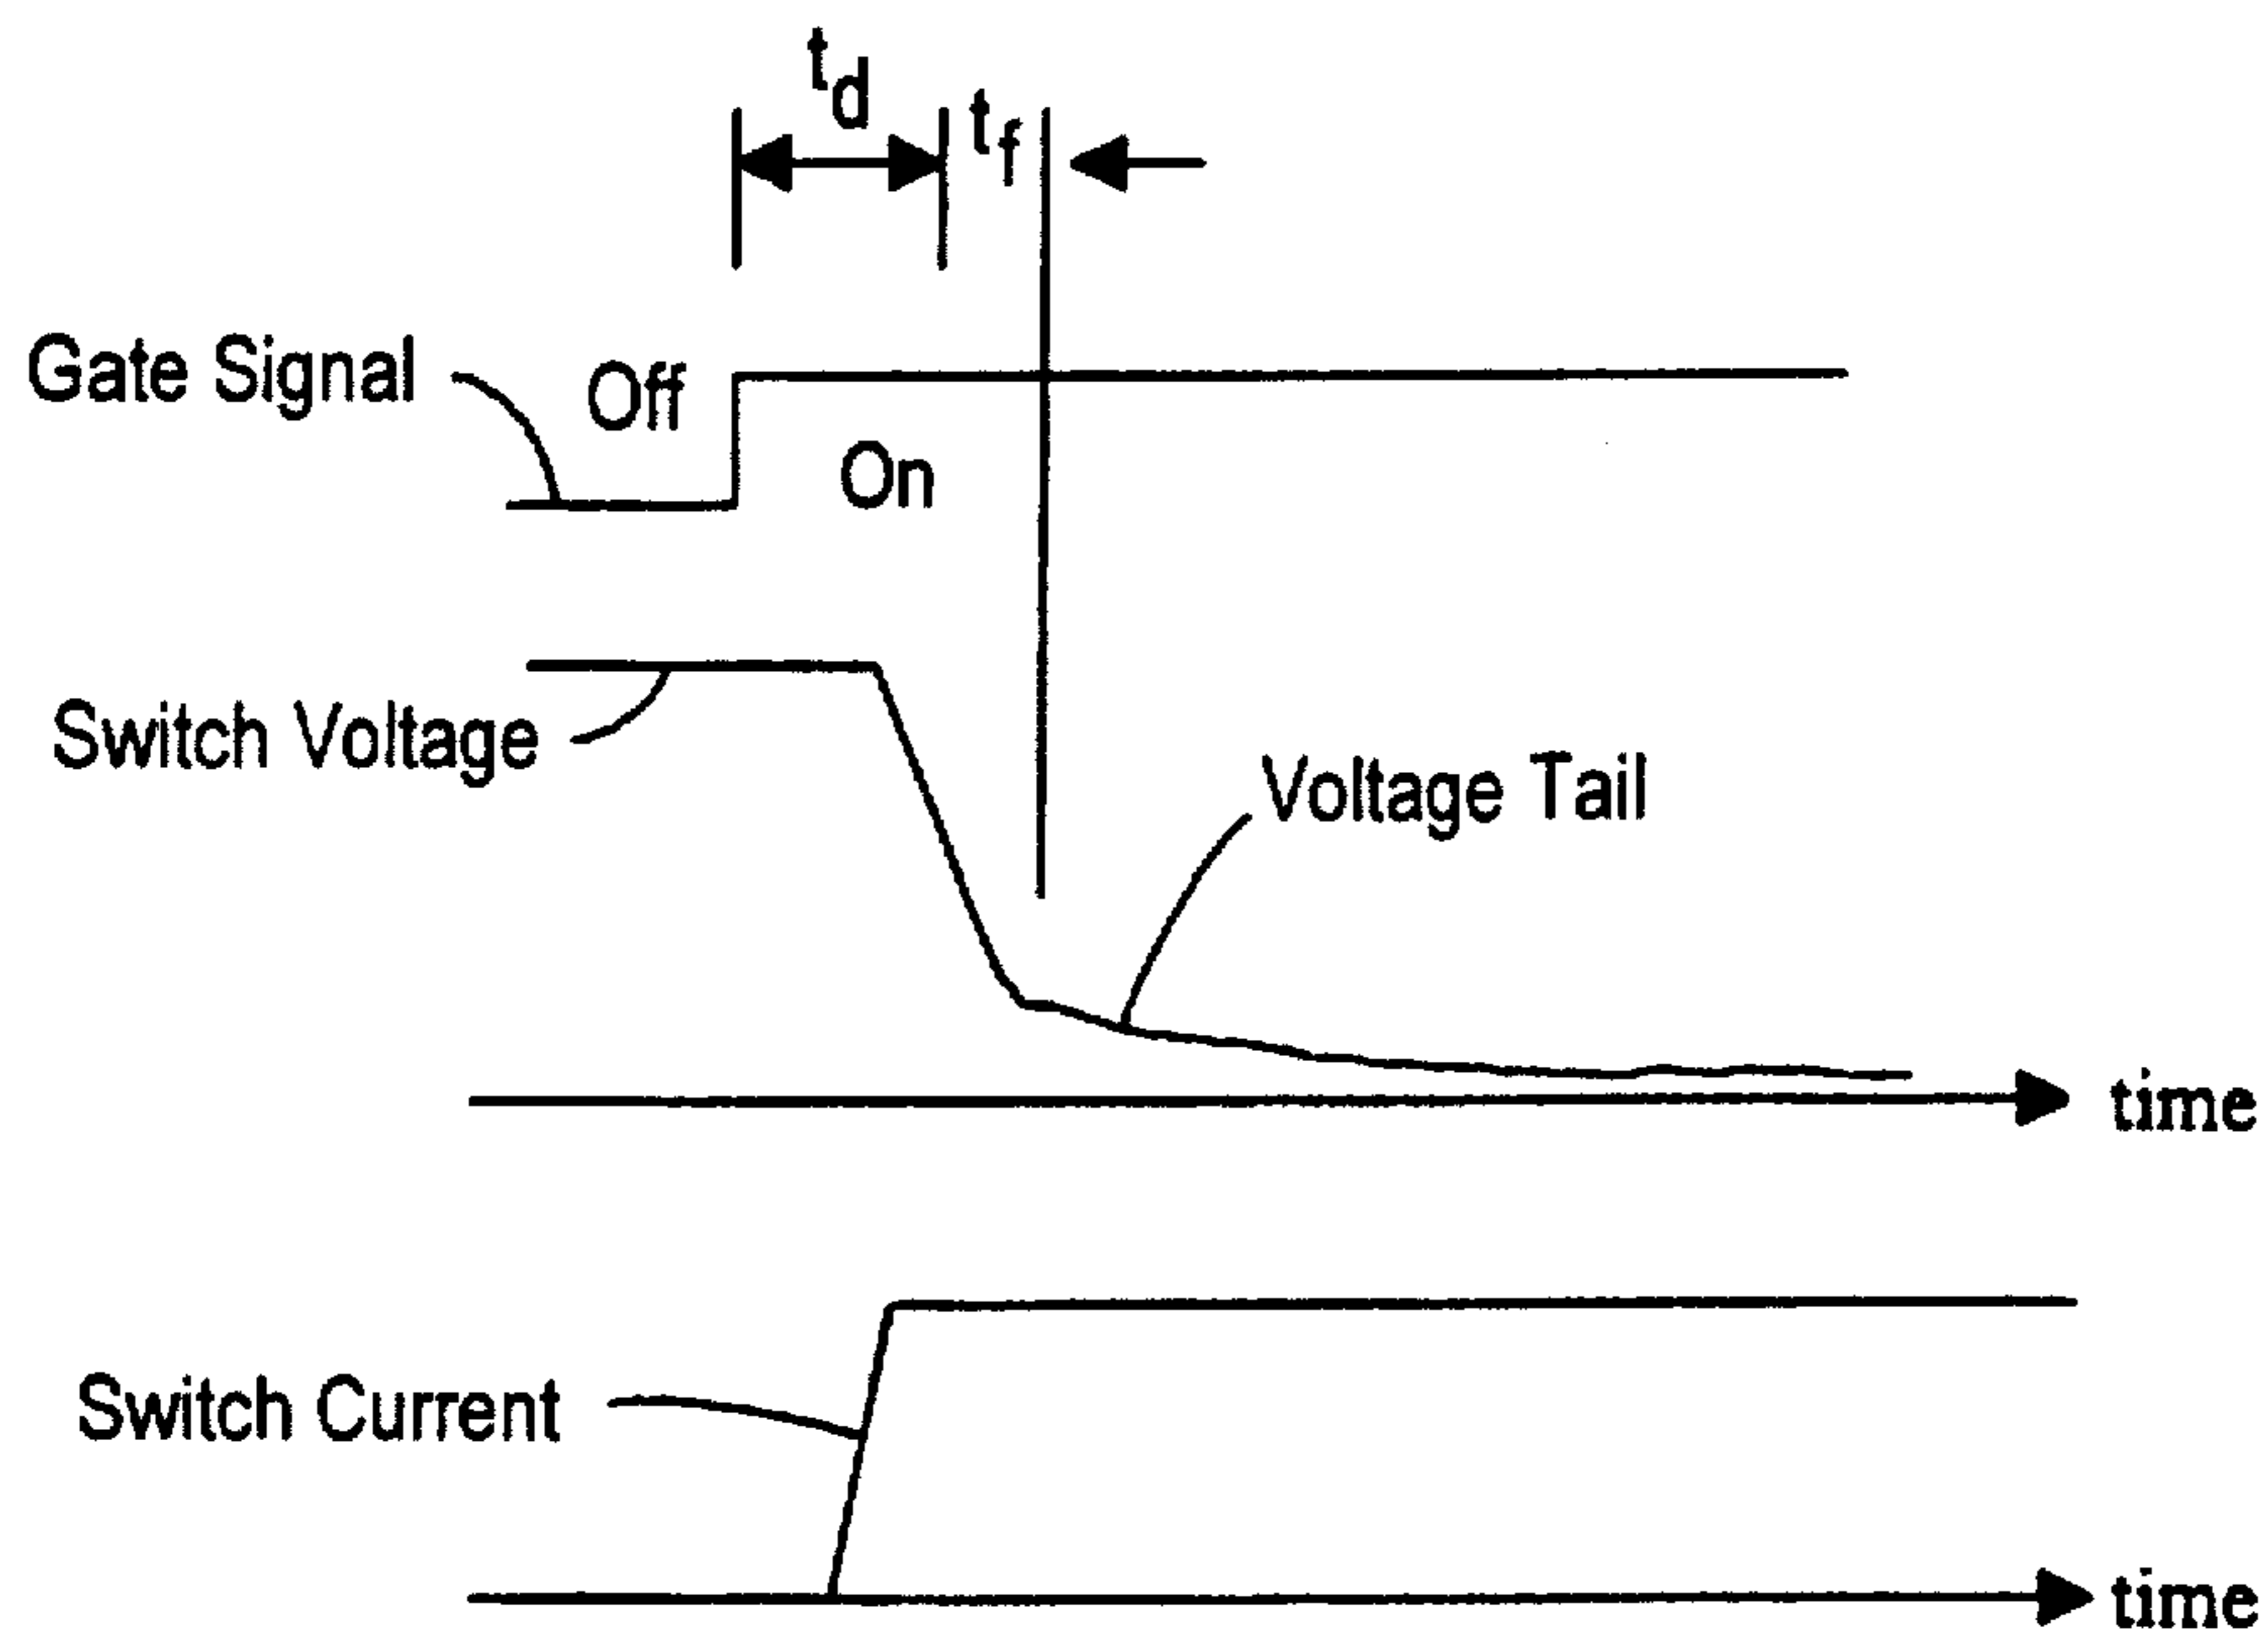 td
tf
Gate Signal
Off
On
Switch Voltage
Voltage Tail
time
Switch Current
time